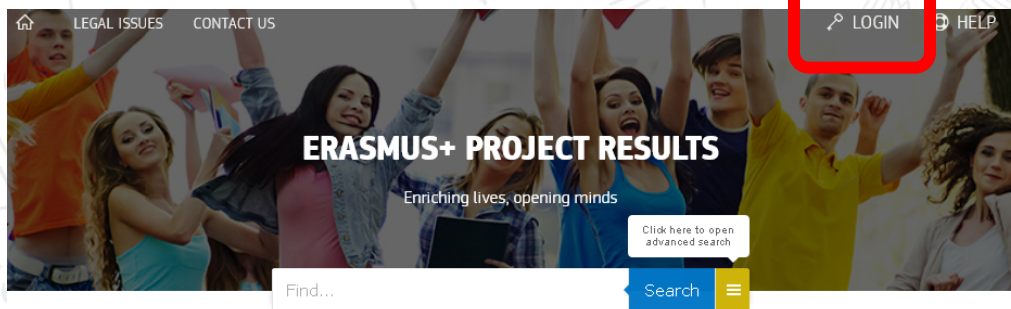 LEGAL ISSUES CONTACT US LOGIN HELP
ERASMUS+ PROJECT RESULTS
Enriching lives, opening minds
Click here to open
advanced search
Find... Search